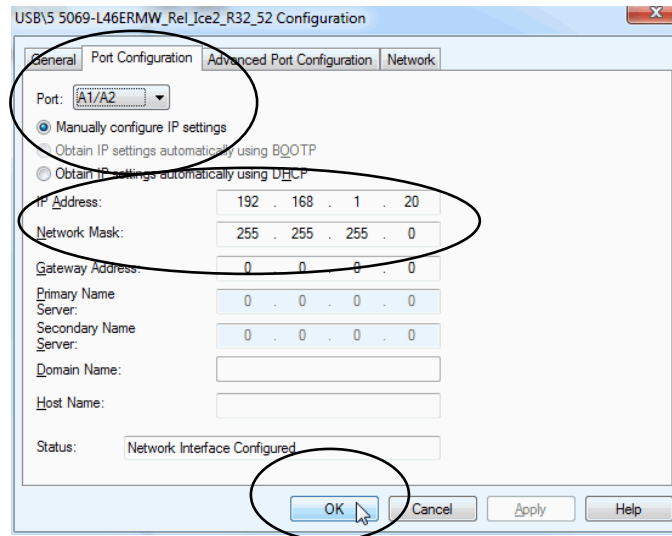 USB\5 5069-L46ERMW_Rel_Ice2_R32_52 Configuration
General Port Configuration Advanced Port Configuration Network
Port: A1/A2
Manually configure IP settings
Obtain IP settings automatically using BOOTP
Obtain IP settings automatically using DHCP
IP Address: 192 . 168 . 1 . 20
Network Mask: 255 . 255 . 255 . 0
Gateway Address: 0 . 0 . 0 . 0
Primary Name
Server: 0 . 0 . 0 . 0
Secondary Name
Server: 0 . 0 . 0 . 0
Domain Name:
Host Name:
Status: Network Interface Configured
OK Cancel Apply Help